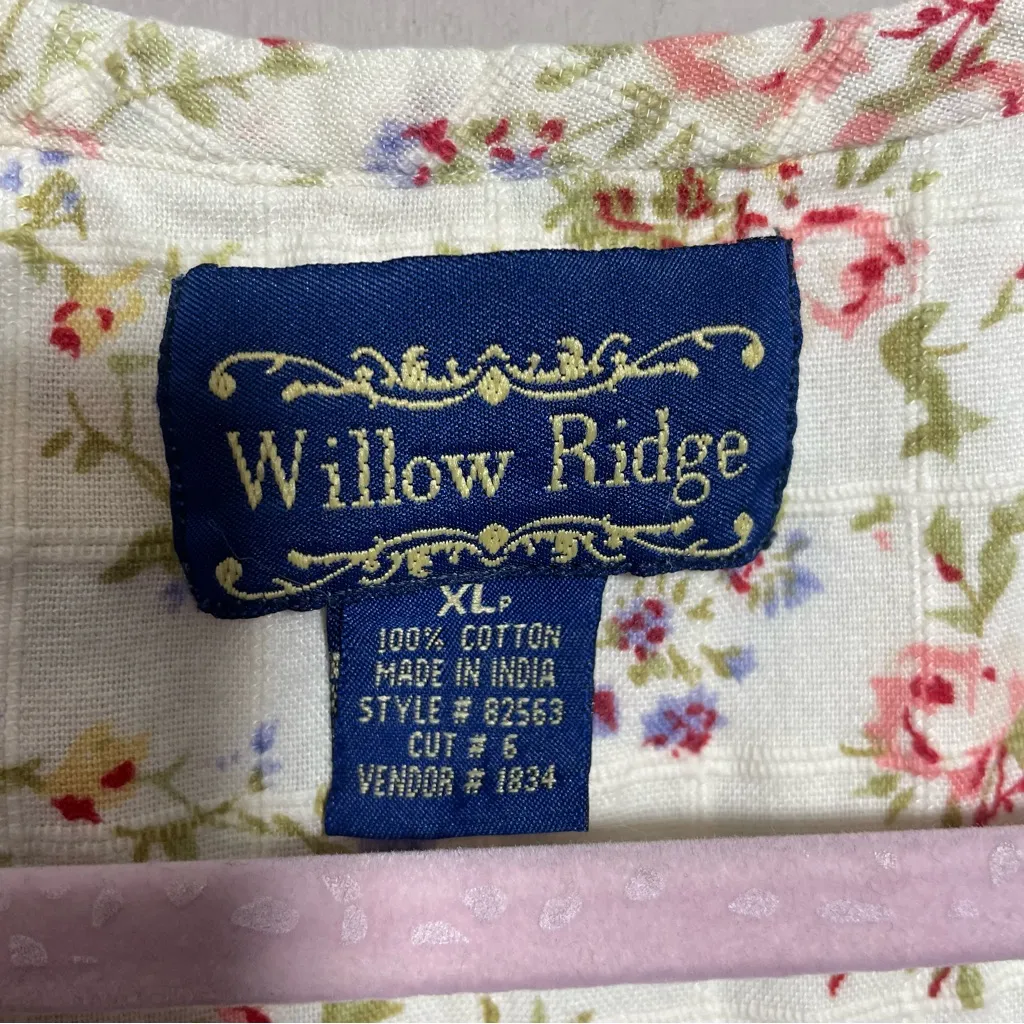 Willow Ridge
XLP
100% COTTON
MADE IN INDIA
STYLE # 82563
CUT # 6
VENDOR # 1834